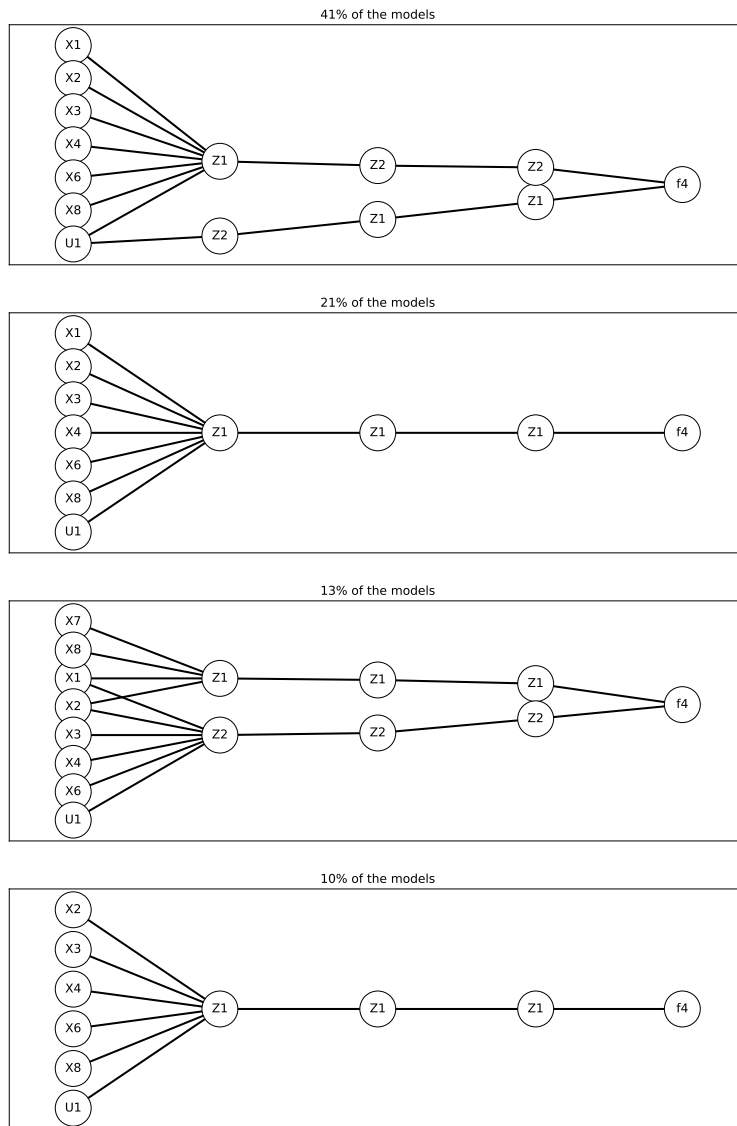 41% of the models
X1
X2
X3
X4
X6
X8
U1
Z1
Z2
Z2
Z1
Z2
Z1
f4
21% of the models
X1
X2
X3
X4
X6
X8
U1
Z1
Z1
Z1
f4
13% of the models
X7
X8
X1
X2
X3
X4
X6
U1
Z1
Z2
Z1
Z2
Z1
Z2
f4
10% of the models
X2
X3
X4
X6
X8
U1
Z1
Z1
Z1
f4